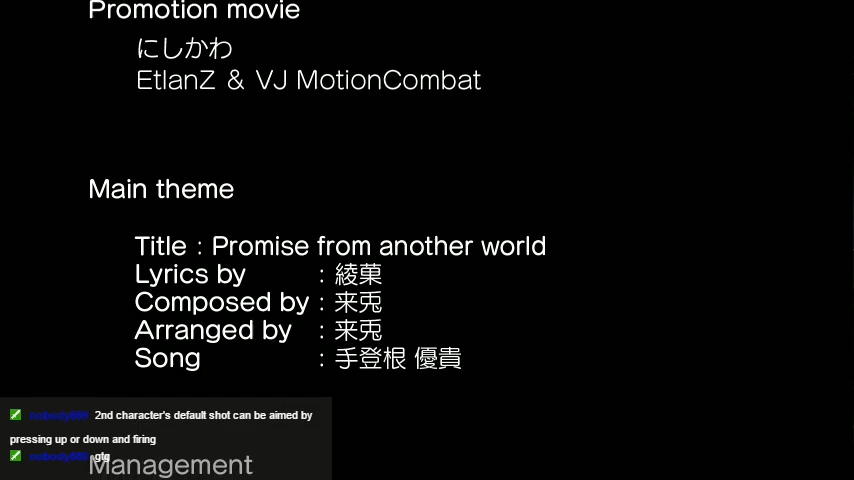 Promotion movie
にしかわ
EtlanZ & VJ MotionCombat
Main theme
Title : Promise from another world
Lyrics by : 綾菓
Composed by : 来兎
Arranged by : 来兎
Song : 手登根 優貴
2nd character's default shot can be aimed by
pressing up or down and firing
gtg
Management